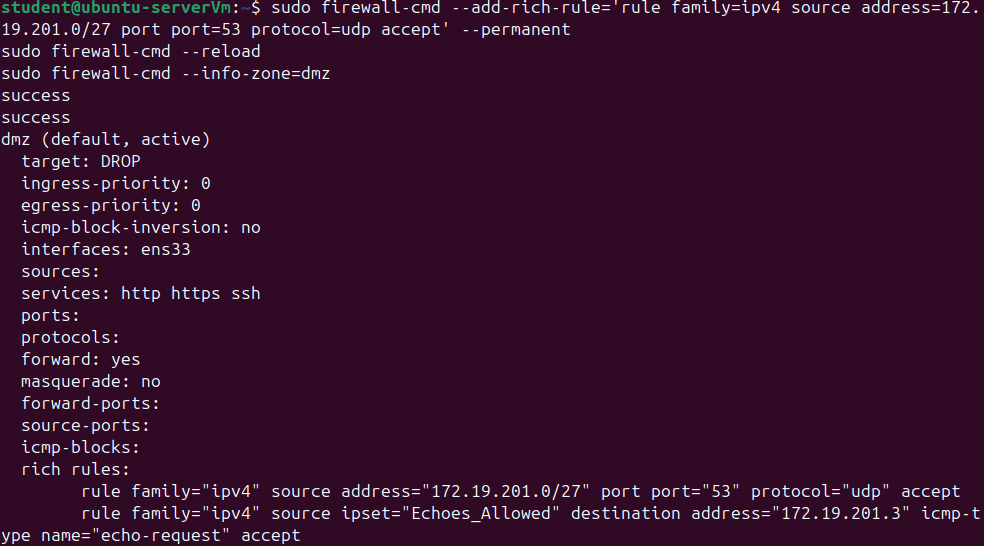 student@ubuntu-serverVm:~$ sudo firewall-cmd --add-rich-rule='rule family=ipv4 source address=172.
19.201.0/27 port port=53 protocol=udp accept' --permanent
sudo firewall-cmd --reload
sudo firewall-cmd --info-zone=dmz
success
success
dmz (default, active)
  target: DROP
  ingress-priority: 0
  egress-priority: 0
  icmp-block-inversion: no
  interfaces: ens33
  sources:
  services: http https ssh
  ports:
  protocols:
  forward: yes
  masquerade: no
  forward-ports:
  source-ports:
  icmp-blocks:
  rich rules:
        rule family="ipv4" source address="172.19.201.0/27" port port="53" protocol="udp" accept
        rule family="ipv4" source ipset="Echoes_Allowed" destination address="172.19.201.3" icmp-t
ype name="echo-request" accept